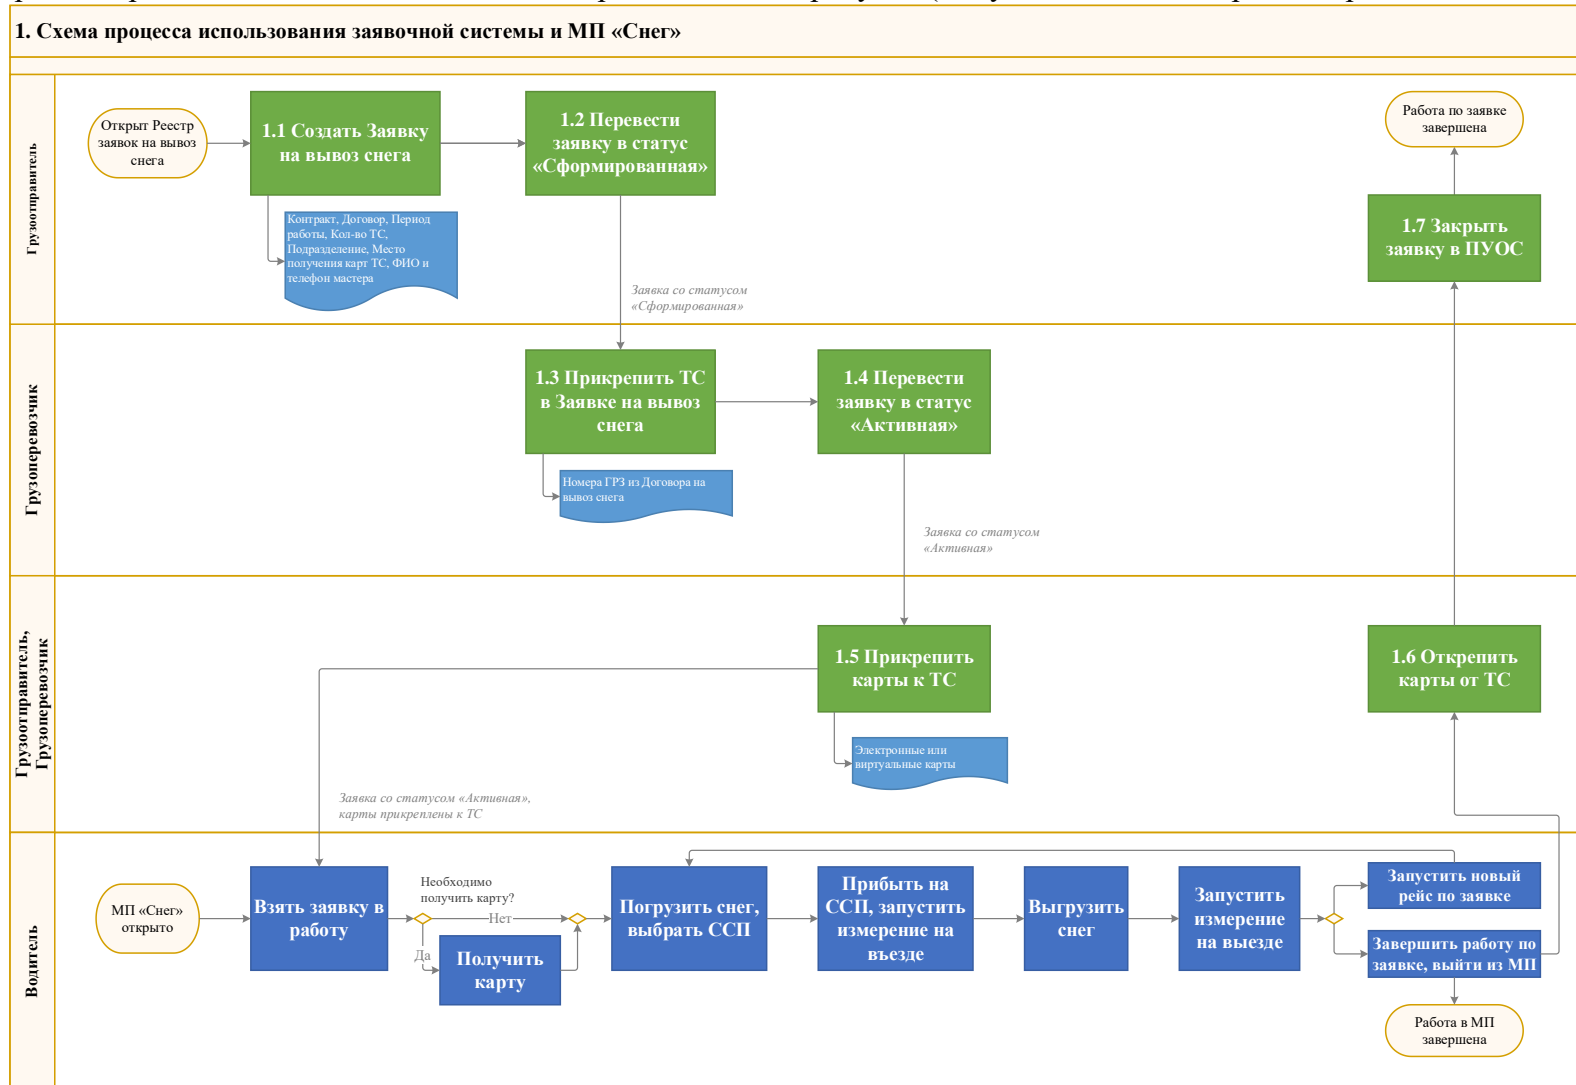 1. Схема процесса использования заявочной системы и МП «Снег»
Грузоотправитель
Открыт Реестр
заявок на вывоз
снега
1.1 Создать Заявку
на вывоз снега
Контракт, Договор, Период
работы, Кол-во ТС,
Подразделение, Место
получения карт ТС, ФИО и
телефон мастера
1.2 Перевести
заявку в статус
«Сформированная»
Заявка со статусом
«Сформированная»
Работа по заявке
завершена
1.7 Закрыть
заявку в ПУОС
Грузоперевозчик
1.3 Прикрепить ТС
в Заявке на вывоз
снега
Номера ГРЗ из Договора на
вывоз снега
1.4 Перевести
заявку в статус
«Активная»
Заявка со статусом
«Активная»
Грузоотправитель,
Грузоперевозчик
1.5 Прикрепить
карты к ТС
Электронные или
виртуальные карты
1.6 Открепить
карты от ТС
Заявка со статусом «Активная»,
карты прикреплены к ТС
Водитель
МП «Снег»
открыто
Взять заявку в
работу
Необходимо
получить карту?
Нет
Да
Получить
карту
Погрузить снег,
выбрать ССП
Прибыть на
ССП, запустить
измерение на
въезде
Выгрузить
снег
Запустить
измерение
на выезде
Запустить новый
рейс по заявке
Завершить работу по
заявке, выйти из МП
Работа в МП
завершена